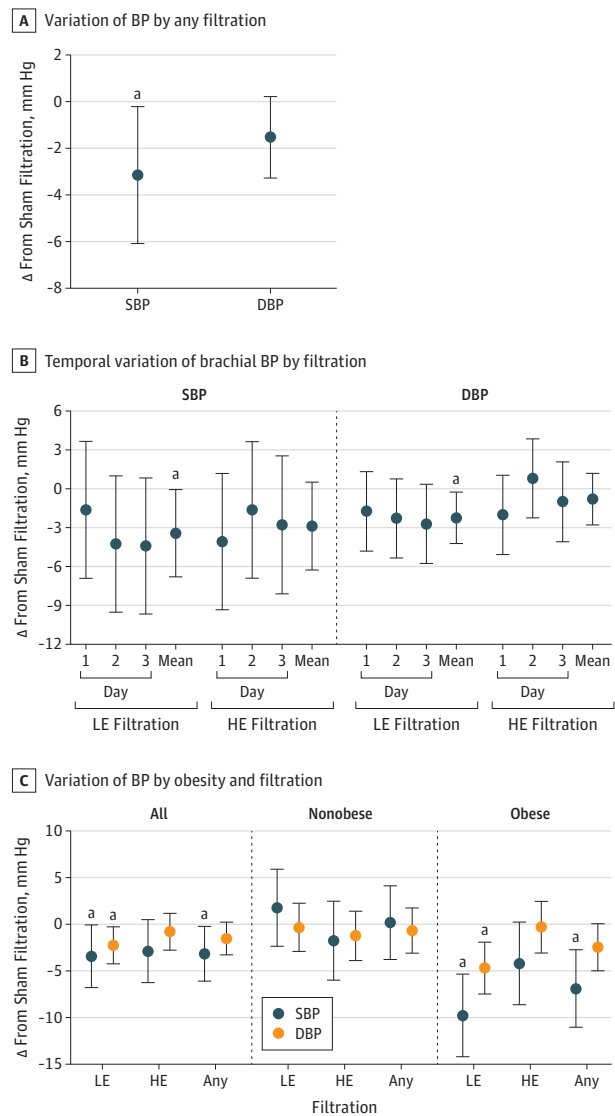 A Variation of BP by any filtration
Δ From Sham Filtration, mm Hg
2
0
-2
-4
-6
-8
a
SBP DBP
B Temporal variation of brachial BP by filtration
SBP DBP
Δ From Sham Filtration, mm Hg
6
3
0
-3
-6
-9
-12
a a
1 2 3 Mean 1 2 3 Mean 1 2 3 Mean 1 2 3 Mean
Day Day Day Day
LE Filtration HE Filtration LE Filtration HE Filtration
C Variation of BP by obesity and filtration
All Nonobese Obese
Δ From Sham Filtration, mm Hg
10
5
0
-5
-10
-15
a a a a a a
SBP
DBP
LE HE Any LE HE Any LE HE Any
Filtration